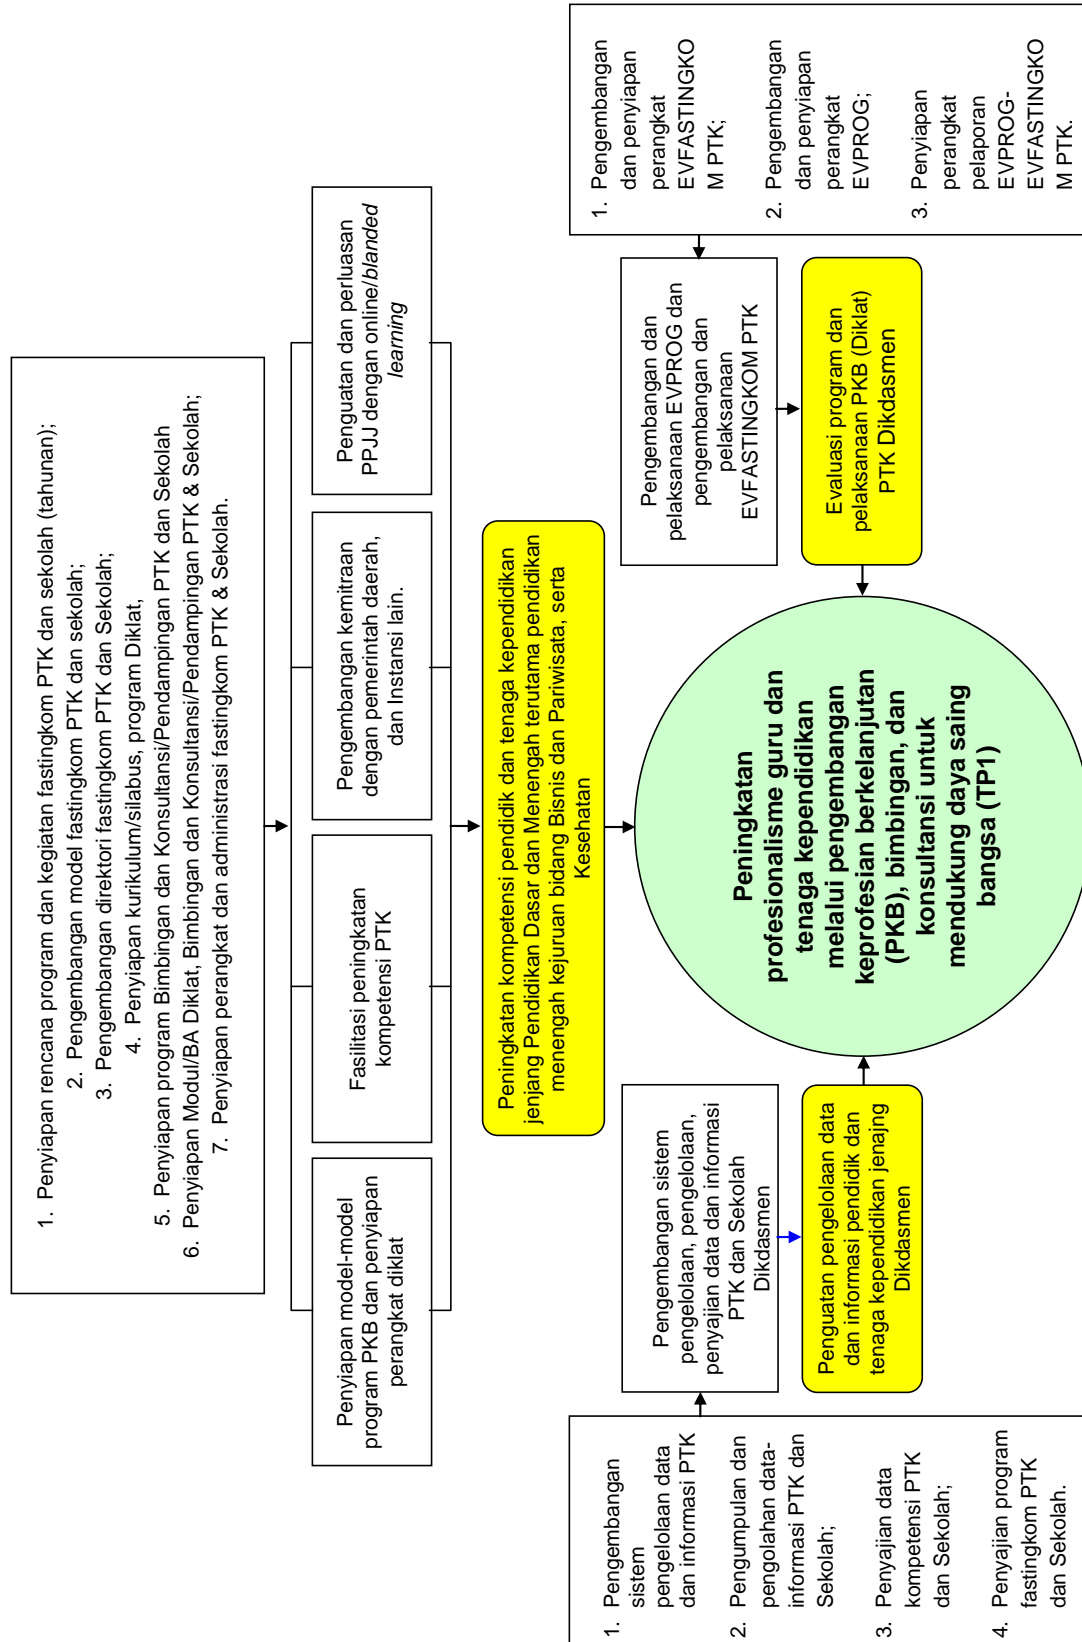 1. Penyiapan rencana program dan kegiatan fastingkom PTK dan sekolah (tahunan);
2. Pengembangan model fastingkom PTK dan sekolah;
3. Pengembangan direktori fastingkom PTK dan Sekolah;
4. Penyiapan kurikulum/silabus, program Diklat,
5. Penyiapan program Bimbingan dan Konsultansi/Pendampingan PTK dan Sekolah
6. Penyiapan Modul/BA Diklat, Bimbingan dan Konsultansi/Pendampingan PTK & Sekolah;
7. Penyiapan perangkat dan administrasi fastingkom PTK & Sekolah.
Penyiapan model-model
program PKB dan penyiapan
perangkat diklat
Fasilitasi peningkatan
kompetensi PTK
Pengembangan kemitraan
dengan pemerintah daerah,
dan Instansi lain.
Penguatan dan perluasan
PPJJ dengan online/blanded
learning
Peningkatan kompetensi pendidik dan tenaga kependidikan
jenjang Pendidikan Dasar dan Menengah terutama pendidikan
menengah kejuruan bidang Bisnis dan Pariwisata, serta
Kesehatan
1. Pengembangan
sistem
pengelolaan data
dan informasi PTK
2. Pengumpulan dan
pengolahan data-
informasi PTK dan
Sekolah;
3. Penyajian data
kompetensi PTK
dan Sekolah;
4. Penyajian program
fastingkom PTK
dan Sekolah.
Pengembangan sistem
pengelolaan, pengelolaan,
penyajian data dan informasi
PTK dan Sekolah
Dikdasmen
Penguatan pengelolaan data
dan informasi pendidik dan
tenaga kependidikan jenajng
Dikdasmen
Peningkatan
profesionalisme guru dan
tenaga kependidikan
melalui pengembangan
keprofesian berkelanjutan
(PKB), bimbingan, dan
konsultansi untuk
mendukung daya saing
bangsa (TP1)
Pengembangan dan
pelaksanaan EVPROG dan
pengembangan dan
pelaksanaan
EVFASTINGKOM PTK
Evaluasi program dan
pelaksanaan PKB (Diklat)
PTK Dikdasmen
1. Pengembangan
dan penyiapan
perangkat
EVFASTINGKO
M PTK;
2. Pengembangan
dan penyiapan
perangkat
EVPROG;
3. Penyiapan
perangkat
pelaporan
EVPROG-
EVFASTINGKO
M PTK.